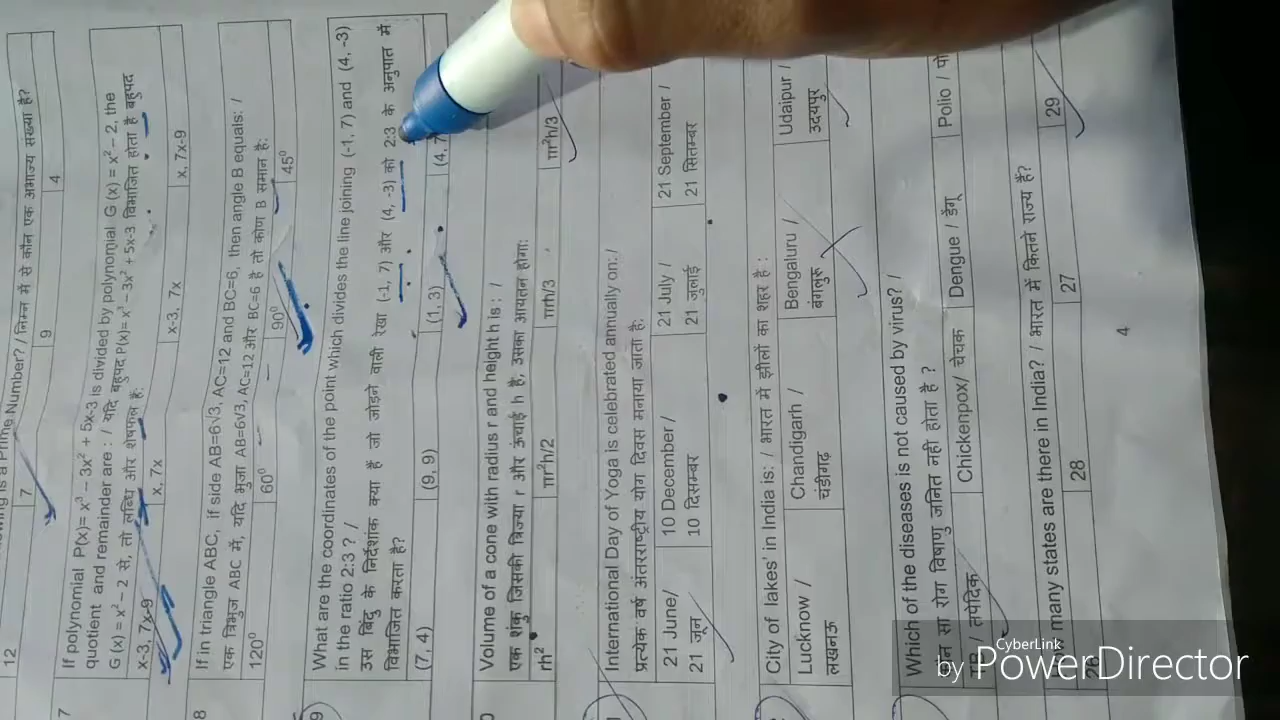 12
7
9
4
If polynomial P(x)= x³ – 3x² + 5x-3 is divided by polynomial G (x) = x² – 2, the
quotient and remainder are : / यदि बहुपद P(x)= x³ – 3x² + 5x-3 विभाजित होता है बहुपद
G (x) = x² – 2 से, तो लब्धि और शेषफल है:
x-3, 7x-9
x, 7x
x-3, 7x
x, 7x-9
8
If in triangle ABC, if side AB=6√3, AC=12 and BC=6, then angle B equals: /
एक त्रिभुज ABC में, यदि भुजा AB=6√3, AC=12 और BC=6 है तो कोण B समान है:
120⁰
60⁰
90⁰
45⁰
9
What are the coordinates of the point which divides the line joining (-1, 7) and (4, -3)
in the ratio 2:3 ? /
उस बिंदु के निर्देशांक क्या हैं जो जोड़ने वाली रेखा (-1, 7) और (4, -3) को 2:3 के अनुपात में
विभाजित करता है?
(7, 4)
(9, 9)
(1, 3)
(4, 7
Volume of a cone with radius r and height h is : /
एक शंकु जिसकी त्रिज्या r और ऊंचाई h है, उसका आयतन होगा:
πr²h/2
πrh/3
πr²h/3
International Day of Yoga is celebrated annually on: /
प्रत्येक वर्ष अंतरराष्ट्रीय योग दिवस मनाया जाता है:
21 June/
21 जून
10 December /
10 दिसम्बर
21 July /
21 जुलाई
21 September /
21 सितम्बर
City of lakes' in India is: / भारत में झीलों का शहर है :
Lucknow /
लखनऊ
Chandigarh /
चंडीगढ़
Bengaluru /
बंगलुरू
Udaipur /
उदयपुर
Which of the diseases is not caused by virus? /
कौन सा रोग विषाणु जनित नही होता है ?
TB / तपेदिक
Chickenpox/ चेचक
Dengue / डेंगू
Polio /
many states are there in India? / भारत में कितने राज्य हैं?
28
27
29
4
CyberLink
by PowerDirector